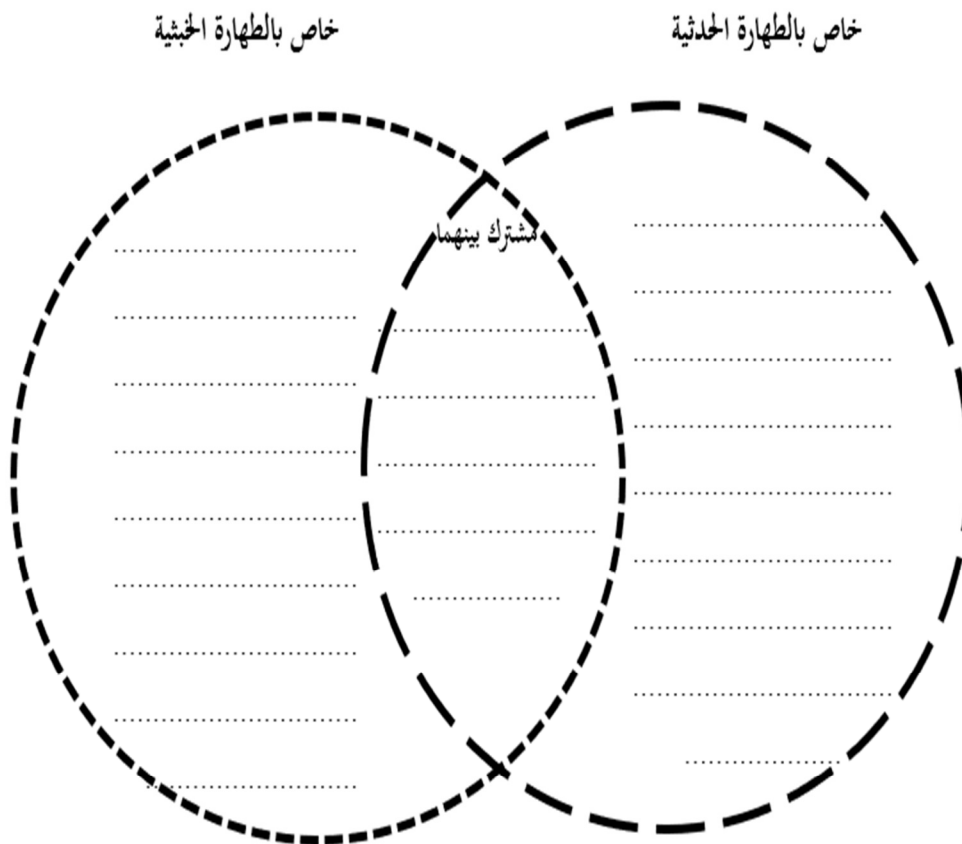 خاص بالطهارة الحدثية
خاص بالطهارة الخبثية
مشترك بينهما